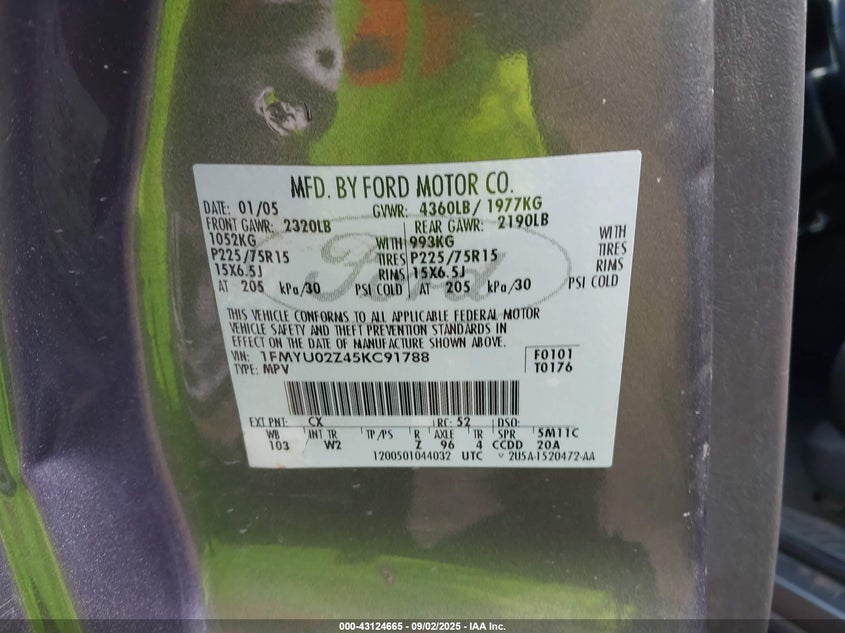 MFD. BY FORD MOTOR CO.
DATE: 01/05 GVWR: 4360LB/ 1977KG
FRONT GAWR: 2320LB REAR GAWR: 2190LB
1052KG WITH 993KG WITH
P225/75R15 TIRES P225/75R15 TIRES
15X6.5J RIMS 15X6.5J RIMS
AT 205 kPa/30 PSI COLD AT 205 kPa/30 PSI COLD
Ford
THIS VEHICLE CONFORMS TO ALL APPLICABLE FEDERAL MOTOR
VEHICLE SAFETY AND THEFT PREVENTION STANDARDS IN
EFFECT ON THE DATE OF MANUFACTURE SHOWN ABOVE.
VIN: 1FMYU02Z45KC91788 F0101
TYPE: MPV T0176
EXT PNT: CX RC: 52 DSO:
WB INT TR TP/PS R AXLE TR SPR 5M11C
103 W2 Z 96 4 CCDD 20A
1200501044032 UTC 2U5A-1520472-AA
000-43124665 - 09/02/2025 - IAA Inc.